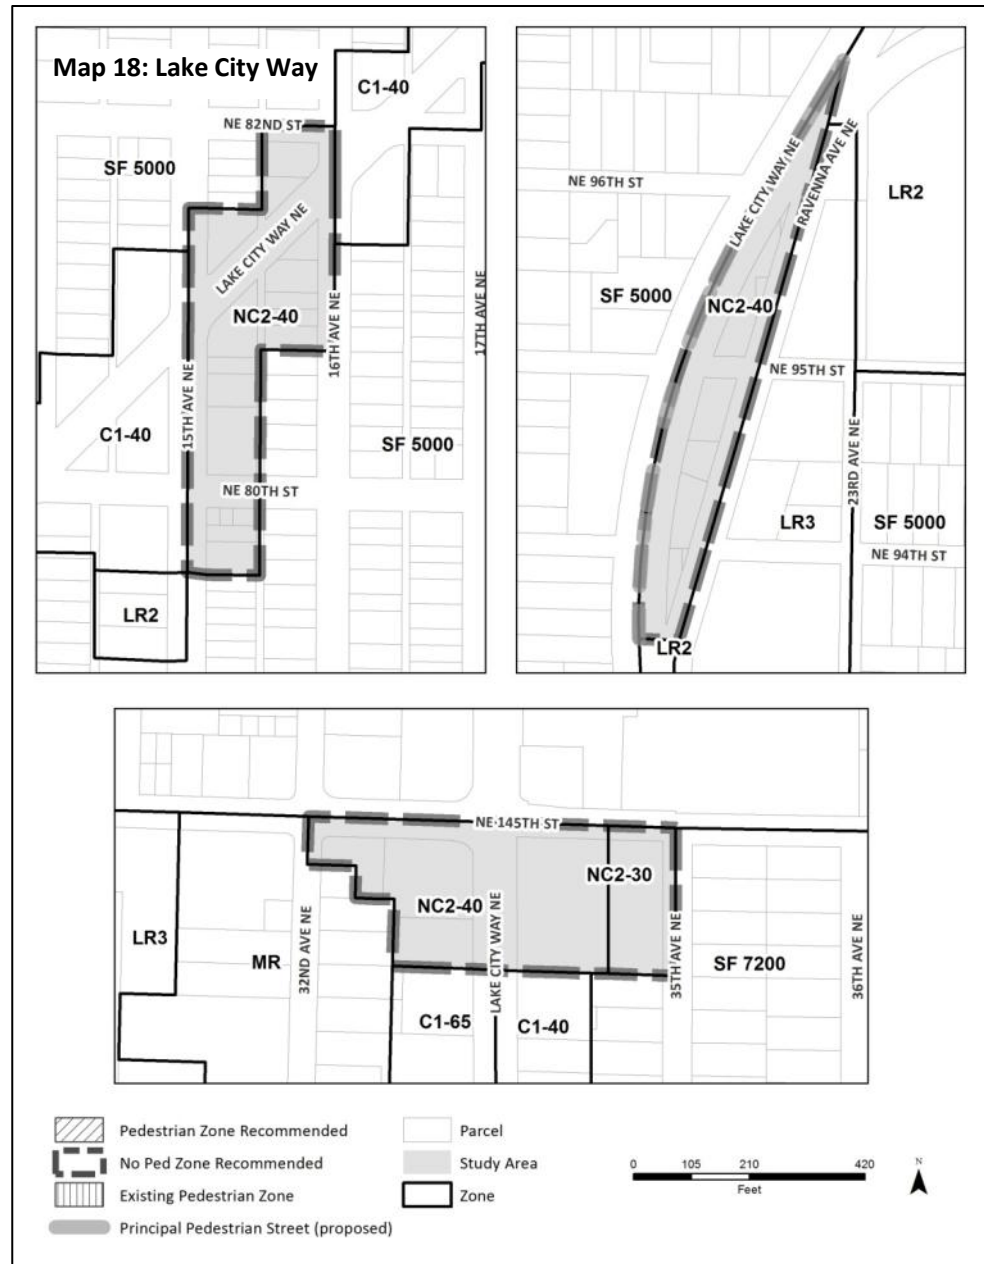 Map 18: Lake City Way
C1-40
NE 82ND ST
SF 5000
LAKE CITY WAY NE
NC2-40
15TH AVE NE
16TH AVE NE
17TH AVE NE
C1-40
SF 5000
NE 80TH ST
LR2
LAKE CITY WAY NE
RAVENNA AVE NE
NE 96TH ST
LR2
SF 5000
NC2-40
NE 95TH ST
23RD AVE NE
LR3
SF 5000
NE 94TH ST
LR2
NE 145TH ST
NC2-30
NC2-40
LR3
MR
32ND AVE NE
LAKE CITY WAY NE
35TH AVE NE
SF 7200
36TH AVE NE
C1-65
C1-40
Pedestrian Zone Recommended
No Ped Zone Recommended
Existing Pedestrian Zone
Principal Pedestrian Street (proposed)
Parcel
Study Area
Zone
0 105 210 420
Feet
N